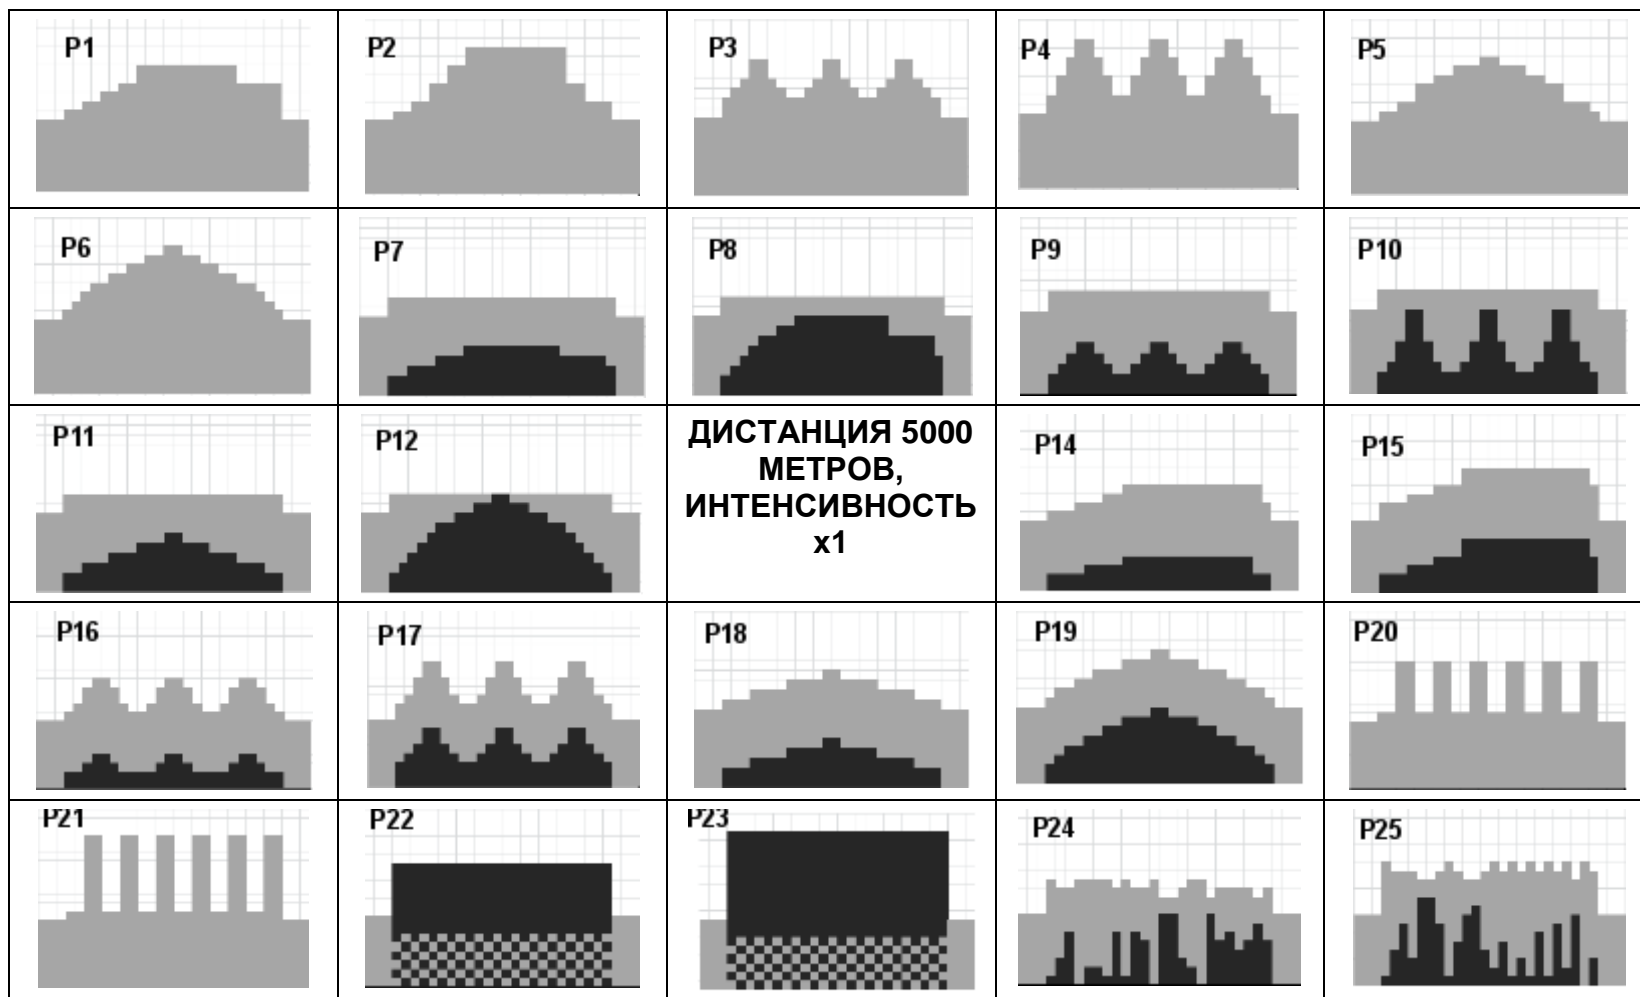 P1
P2
P3
P4
P5
P6
P7
P8
P9
P10
P11
P12
ДИСТАНЦИЯ 5000
МЕТРОВ,
ИНТЕНСИВНОСТЬ
x1
P14
P15
P16
P17
P18
P19
P20
P21
P22
P23
P24
P25